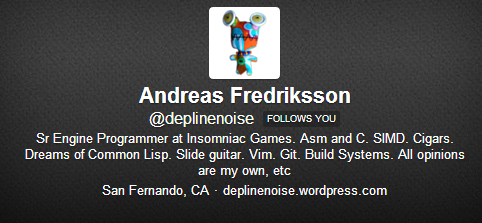 Andreas Fredriksson
@deplinenoise FOLLOWS YOU
Sr Engine Programmer at Insomniac Games. Asm and C. SIMD. Cigars.
Dreams of Common Lisp. Slide guitar. Vim. Git. Build Systems. All opinions
are my own, etc
San Fernando, CA · deplinenoise.wordpress.com